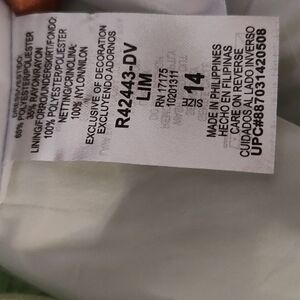 65% POLYESTER/POLIESTER
35% RAYON/RAYON
LINING/FORRO/UNDERSKIRT/FONDO:
100% POLYESTER/POLIESTER
NETTING/CRINOLINA:
100% NYLON/NILON
EXCLUSIVE OF DECORATION
EXCLUYENDO ADORNOS
R42443-DV
LIM
RN 17775
10201311
14
MADE IN PHILIPPINES
HECHO EN FILIPINAS
CARE ON REVERSE
CUIDADOS AL LADO INVERSO
UPC#887031420508